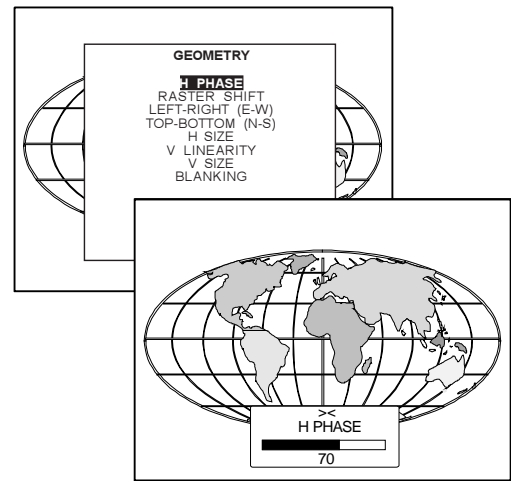 GEOMETRY
H PHASE
RASTER SHIFT
LEFT-RIGHT (E-W)
TOP-BOTTOM (N-S)
H SIZE
V LINEARITY
V SIZE
BLANKING
><
H PHASE
70